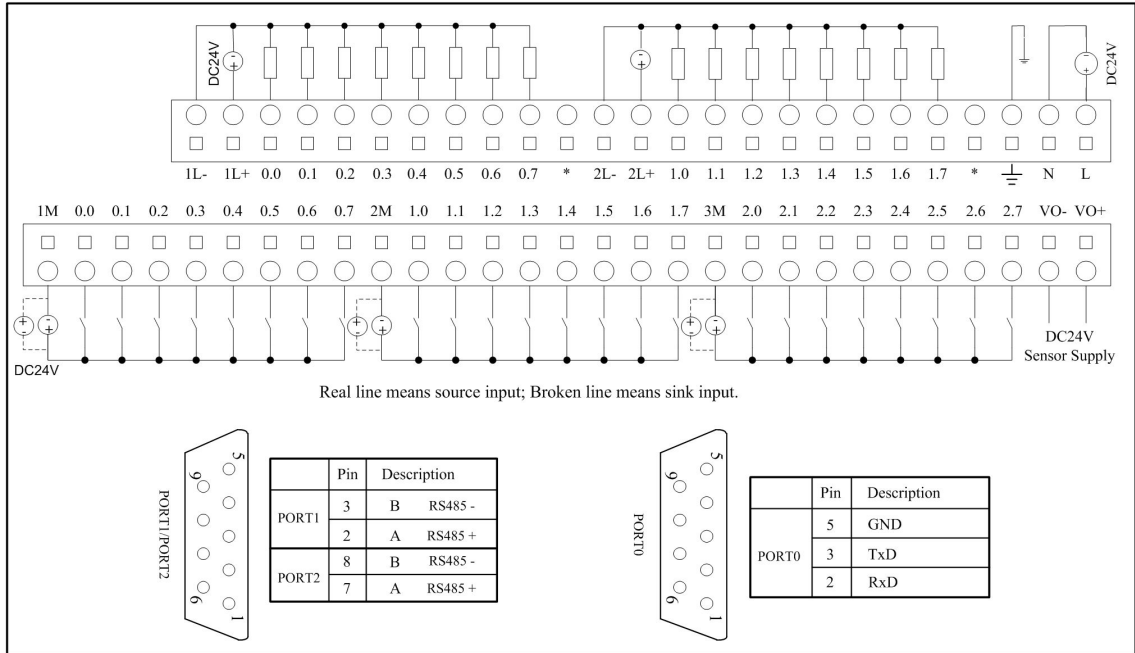 DC24V
DC24V
1L- 1L+ 0.0 0.1 0.2 0.3 0.4 0.5 0.6 0.7 * 2L- 2L+ 1.0 1.1 1.2 1.3 1.4 1.5 1.6 1.7 * N L
1M 0.0 0.1 0.2 0.3 0.4 0.5 0.6 0.7 2M 1.0 1.1 1.2 1.3 1.4 1.5 1.6 1.7 3M 2.0 2.1 2.2 2.3 2.4 2.5 2.6 2.7 VO- VO+
DC24V
DC24V
Sensor Supply
Real line means source input; Broken line means sink input.
PORT1/PORT2
5
9
6
1
Pin Description
PORT1
3 B RS485 -
2 A RS485 +
PORT2
8 B RS485 -
7 A RS485 +
PORT0
5
9
6
1
Pin Description
PORT0
5 GND
3 TxD
2 RxD